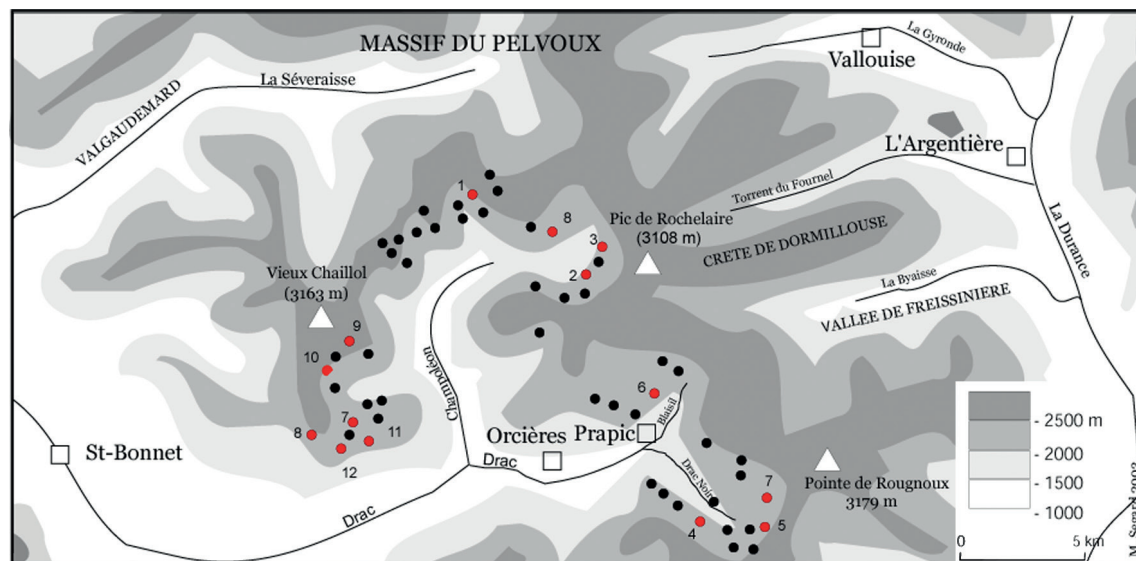 MASSIF DU PELVOUX
La Gyronde
Vallouise
La Séveraisse
VALGAUDEMARD
L'Argentière
Torrent du Fournel
1
8
Pic de Rochelaire
(3108 m)
3
2
CRETE DE DORMILLOUSE
La Durance
Vieux Chaillol
(3163 m)
La Byaisse
VALLEE DE FREISSINIERE
9
10
Champoléon
6
Blaisil
7
8
11
12
St-Bonnet
Orcières
Prapic
Drac
Drac Noir
Drac
7
Pointe de Rougnoux
3179 m
4
5
- 2500 m
- 2000
- 1500
- 1000
0
5 km
M. Segard 2002